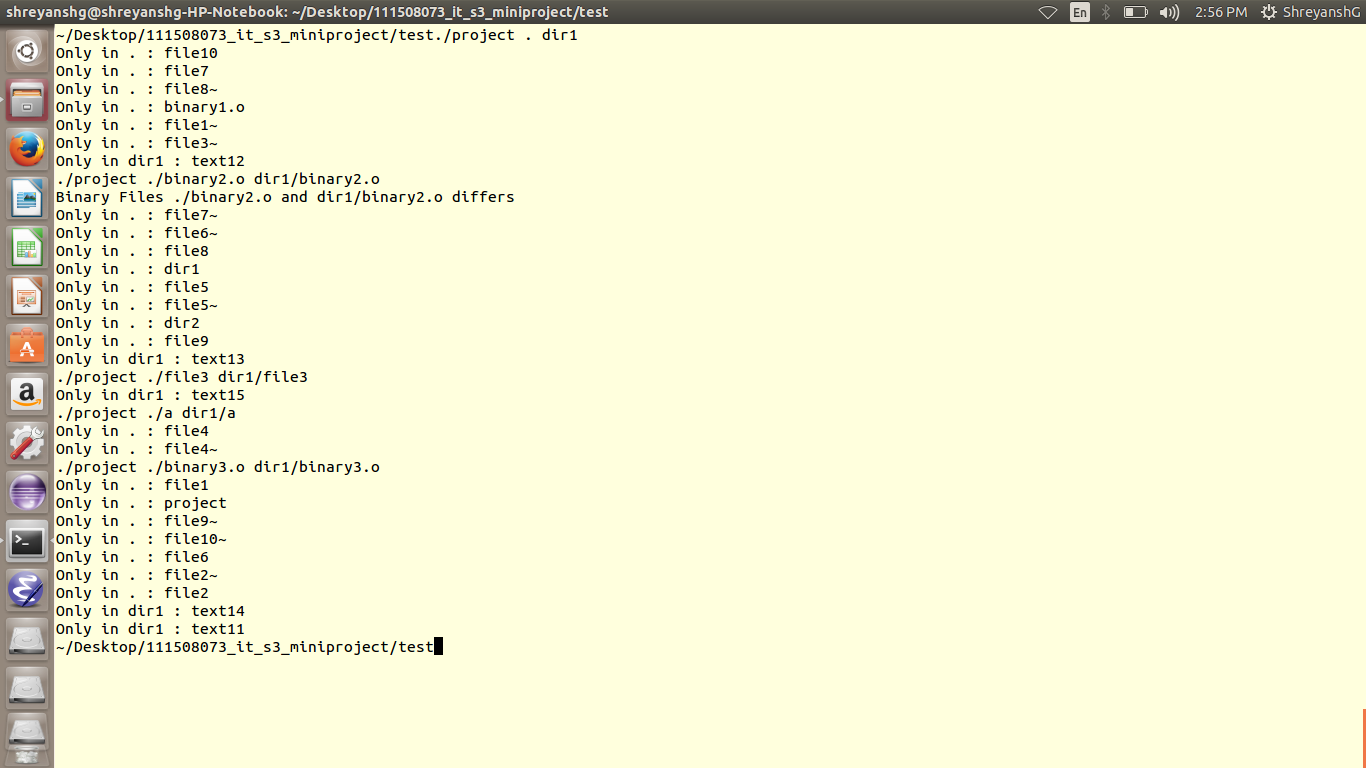 shreyanshg@shreyanshg-HP-Notebook: ~/Desktop/111508073_it_s3_miniproject/test
En
2:56 PM
ShreyanshG
~/Desktop/111508073_it_s3_miniproject/test./project . dir1
Only in . : file10
Only in . : file7
Only in . : file8~
Only in . : binary1.o
Only in . : file1~
Only in . : file3~
Only in dir1 : text12
./project ./binary2.o dir1/binary2.o
Binary Files ./binary2.o and dir1/binary2.o differs
Only in . : file7~
Only in . : file6~
Only in . : file8
Only in . : dir1
Only in . : file5
Only in . : file5~
Only in . : dir2
Only in . : file9
Only in dir1 : text13
./project ./file3 dir1/file3
Only in dir1 : text15
./project ./a dir1/a
Only in . : file4
Only in . : file4~
./project ./binary3.o dir1/binary3.o
Only in . : file1
Only in . : project
Only in . : file9~
Only in . : file10~
Only in . : file6
Only in . : file2~
Only in . : file2
Only in dir1 : text14
Only in dir1 : text11
~/Desktop/111508073_it_s3_miniproject/test